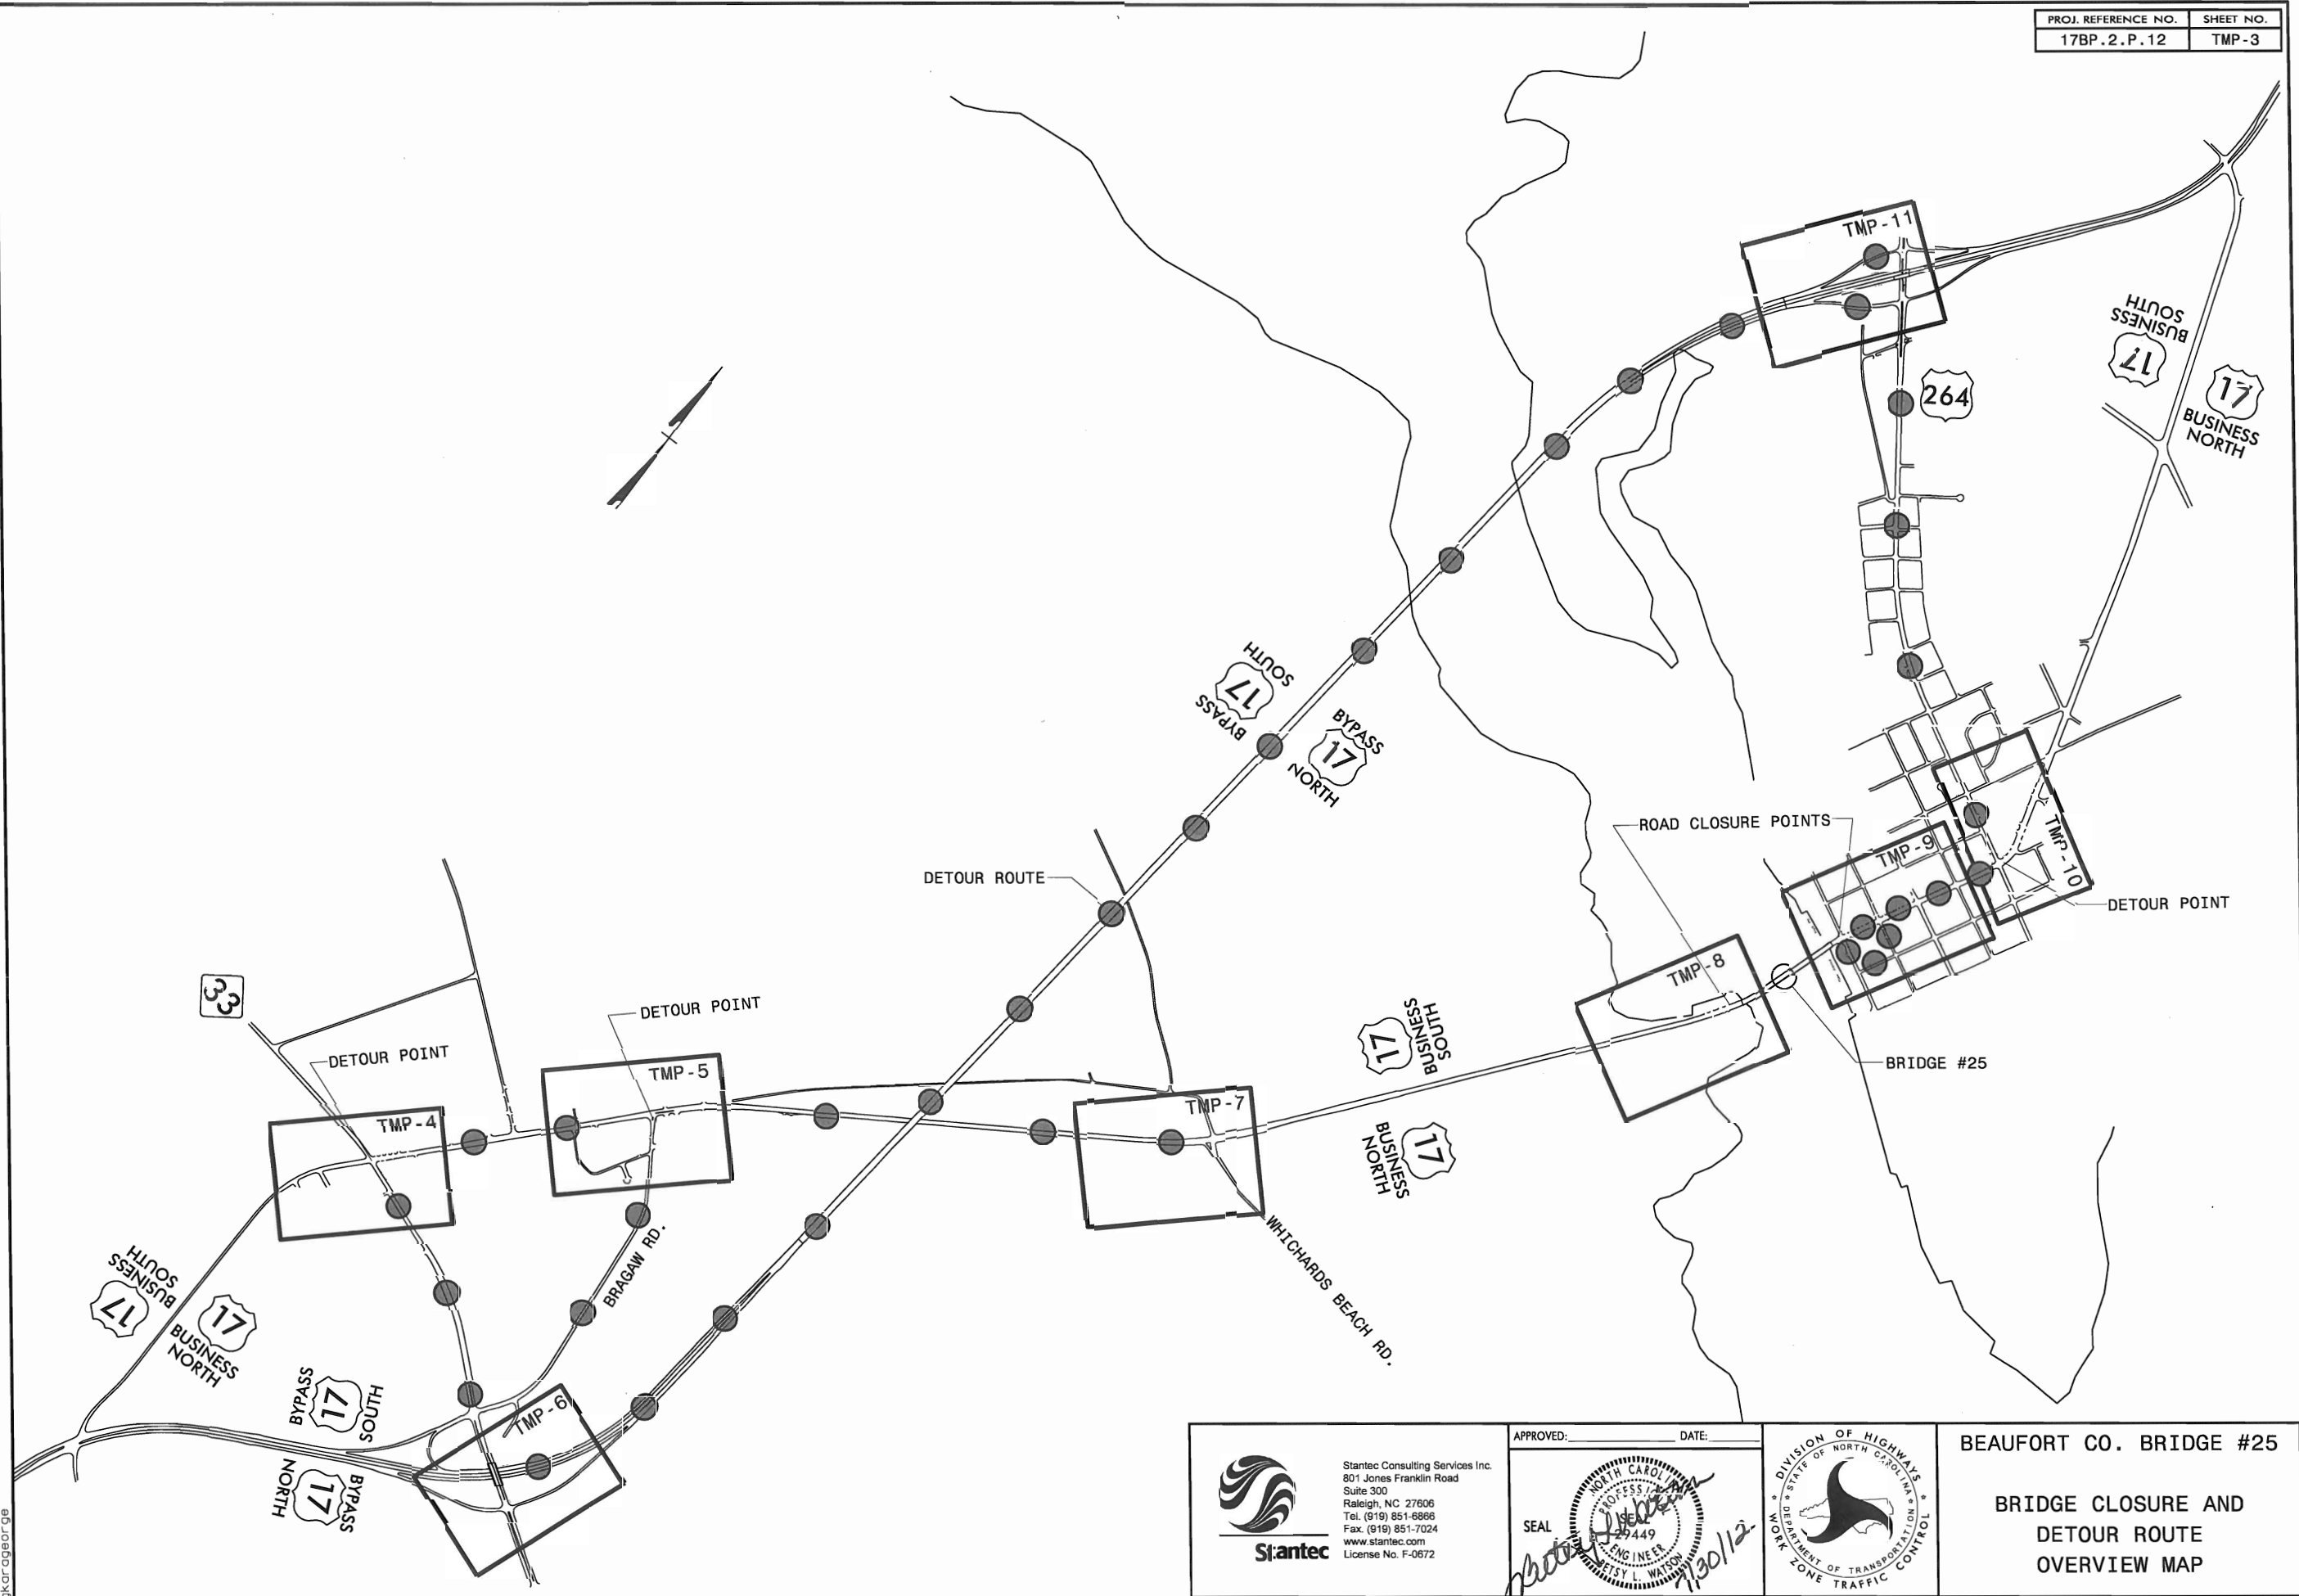 PROJ. REFERENCE NO. SHEET NO.
17BP.2.P.12 TMP-3
TMP-11
BUSINESS
SOUTH
17
264
17
BUSINESS
NORTH
SOUTH
17
BYPASS
BYPASS
17
NORTH
ROAD CLOSURE POINTS
DETOUR ROUTE
TMP-9
TMP-10
DETOUR POINT
TMP-8
33
DETOUR POINT
DETOUR POINT
17
BUSINESS
SOUTH
BRIDGE #25
TMP-5
TMP-4
TMP-7
BUSINESS
NORTH
17
BRAGAW RD.
WHICHARDS BEACH RD.
BUSINESS
SOUTH
17
17
BUSINESS
NORTH
BYPASS
17
SOUTH
TMP-6
NORTH
17
BYPASS
gkarageorge
Stantec
Stantec Consulting Services Inc.
801 Jones Franklin Road
Suite 300
Raleigh, NC 27606
Tel. (919) 851-6866
Fax. (919) 851-7024
www.stantec.com
License No. F-0672
APPROVED: DATE:
SEAL
NORTH CAROLINA
PROFESSIONAL
SEAL
29449
ENGINEER
BETSY L. WATSON
DIVISION OF HIGHWAYS
STATE OF NORTH CAROLINA
DEPARTMENT OF TRANSPORTATION
WORK ZONE TRAFFIC CONTROL
BEAUFORT CO. BRIDGE #25
BRIDGE CLOSURE AND
DETOUR ROUTE
OVERVIEW MAP